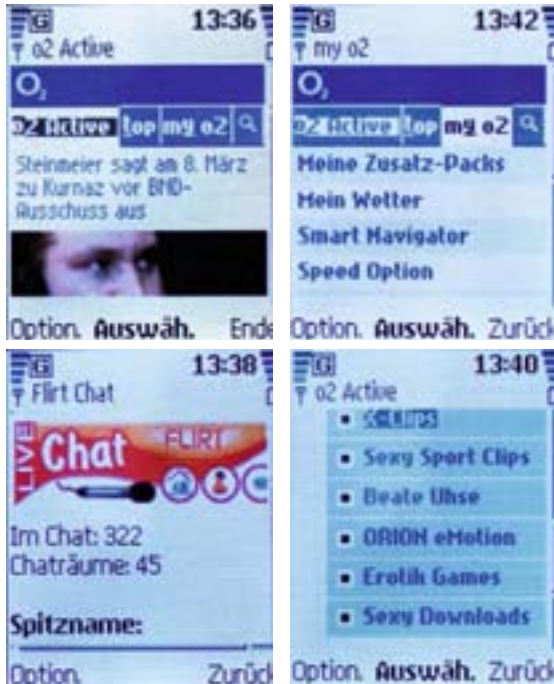 G 13:36
o2 Active
O2
o2 Active top my o2
Steinmeier sagt am 8. März
zu Kurnaz vor BND-
Ausschuss aus
Option. Auswäh. Ende
G 13:42
my o2
O2
o2 Active top my o2
Meine Zusatz-Packs
Mein Wetter
Smart Navigator
Speed Option
Option. Auswäh. Zurück
G 13:38
Flirt Chat
LIVE Chat FLIRT
Im Chat: 322
Chaträume: 45
Spitzname:
Option. Zurück
G 13:40
o2 Active
Sexy Sport Clips
Beate Uhse
ORION eMotion
Erotik Games
Sexy Downloads
Option. Auswäh. Zurück